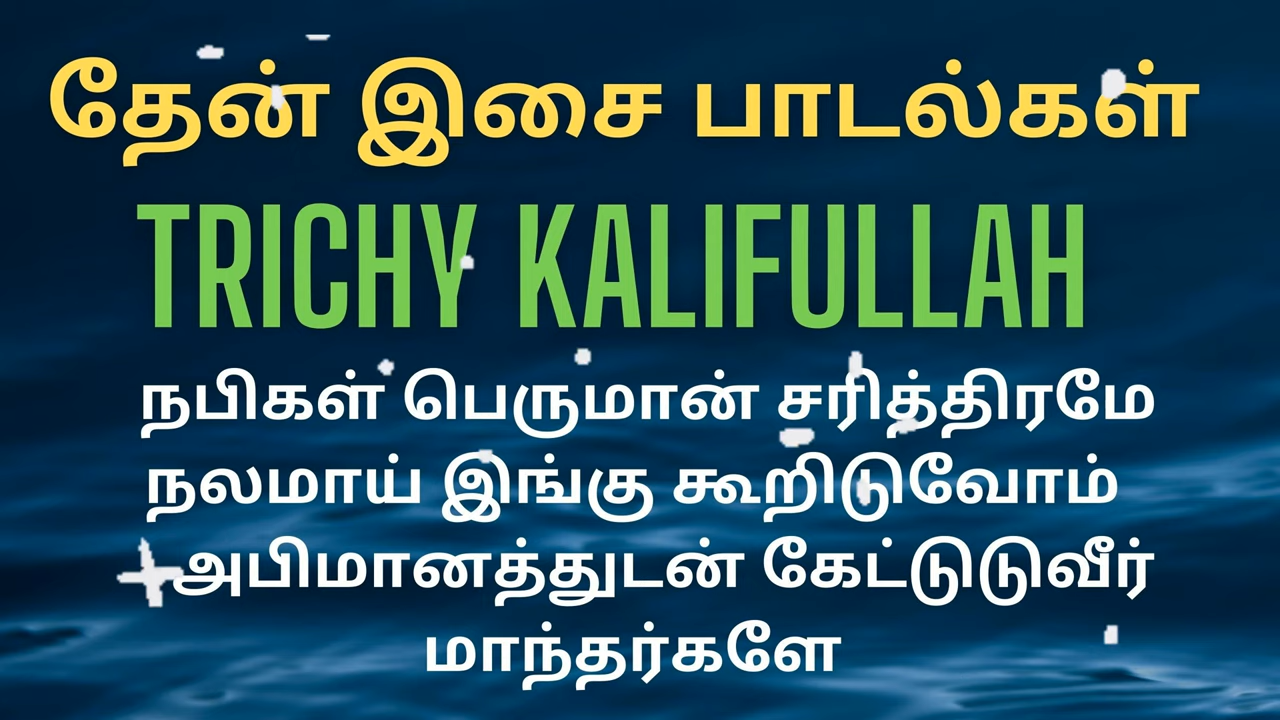 தேன் இசை பாடல்கள்
TRICHY KALIFULLAH
நபிகள் பெருமான் சரித்திரமே
நலமாய் இங்கு கூறிடுவோம்
அபிமானத்துடன் கேட்டுடுவீர்
மாந்தர்களே